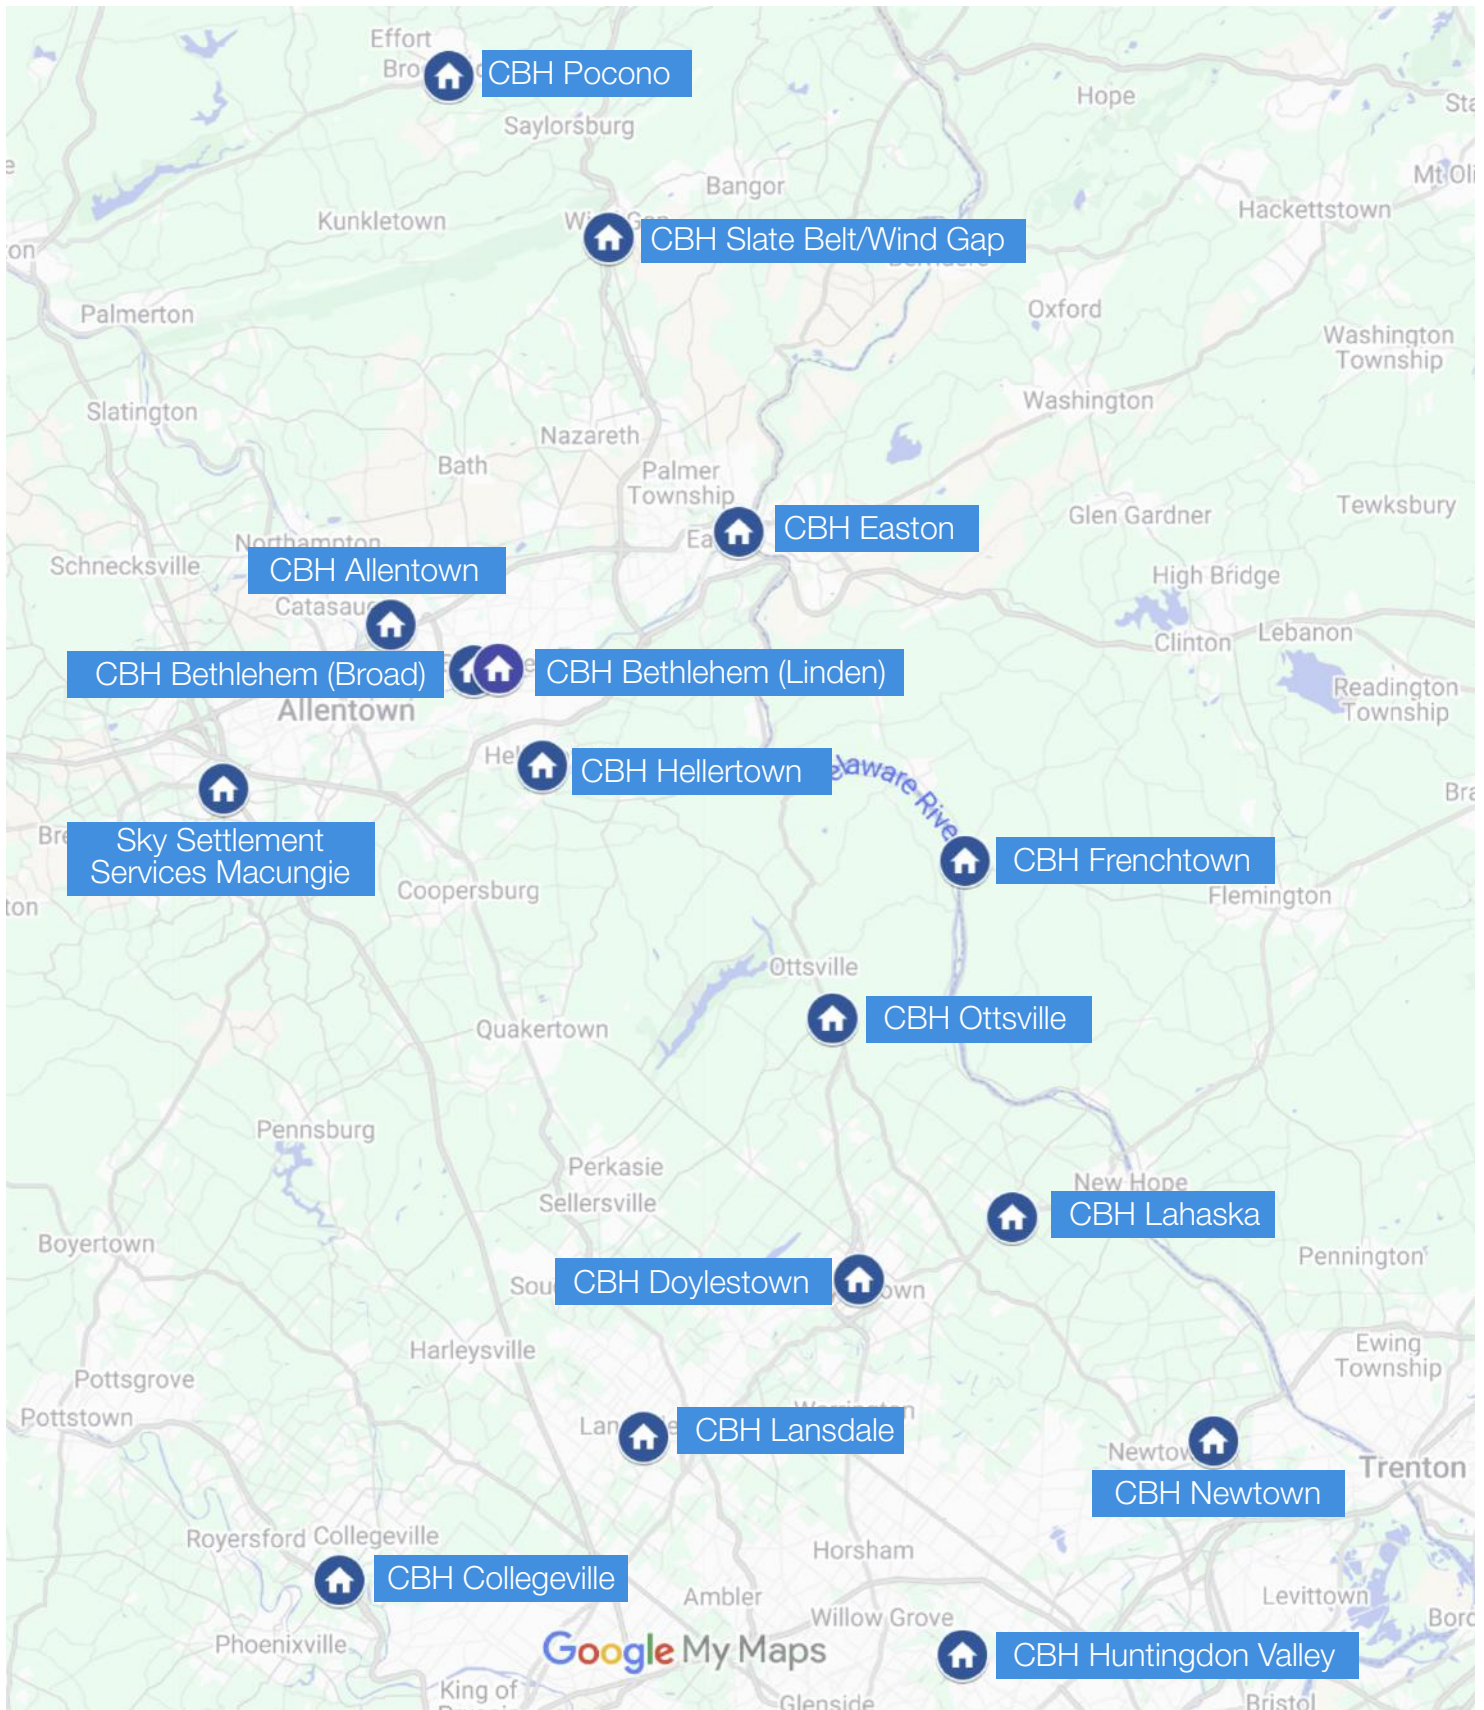 Effort
CBH Pocono
Hope
Saylorsburg
Bangor
Kunkletown
Hackettstown
CBH Slate Belt/Wind Gap
Palmerton
Oxford
Washington
Township
Slatington
Washington
Nazareth
Bath
Palmer
Township
Tewksbury
Glen Gardner
CBH Easton
Northampton
Schnecksville
CBH Allentown
High Bridge
Clinton
Lebanon
CBH Bethlehem (Broad)
CBH Bethlehem (Linden)
Allentown
Readington
Township
CBH Hellertown
Sky Settlement
Services Macungie
CBH Frenchtown
Coopersburg
Flemington
Ottsville
CBH Ottsville
Quakertown
Pennsburg
Perkasie
Sellersville
New Hope
CBH Lahaska
Boyertown
Pennington
CBH Doylestown
Harleysville
Ewing
Township
Pottsgrove
Pottstown
CBH Lansdale
Trenton
CBH Newtown
Royersford
Collegeville
Horsham
CBH Collegeville
Ambler
Levittown
Willow Grove
Phoenixville
Google My Maps
CBH Huntingdon Valley
King of
Glenside
Bristol